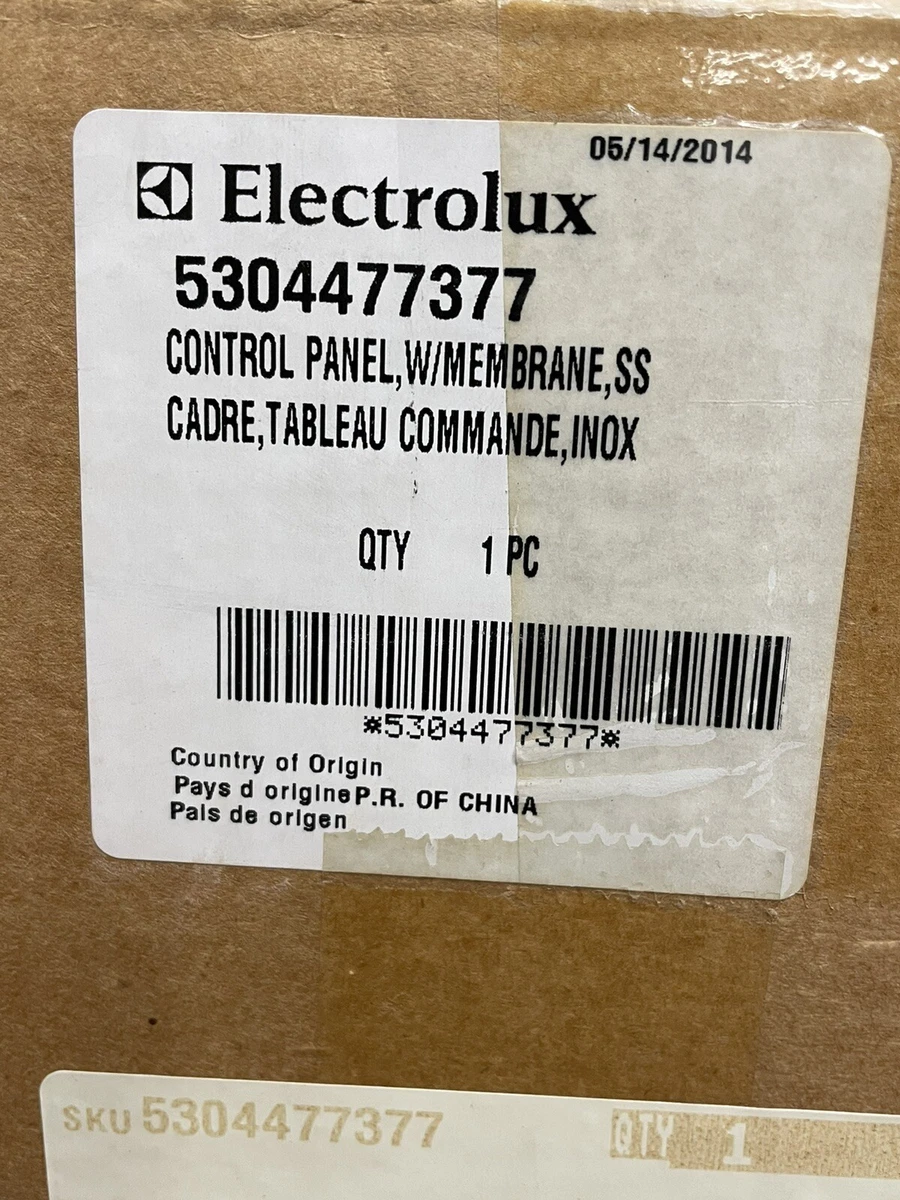 05/14/2014
Electrolux
5304477377
CONTROL PANEL,W/MEMBRANE,SS
CADRE,TABLEAU COMMANDE,INOX
QTY 1 PC
*5304477377*
Country of Origin
Pays d origine P.R. OF CHINA
Pais de origen
SKU 5304477377 QTY 1